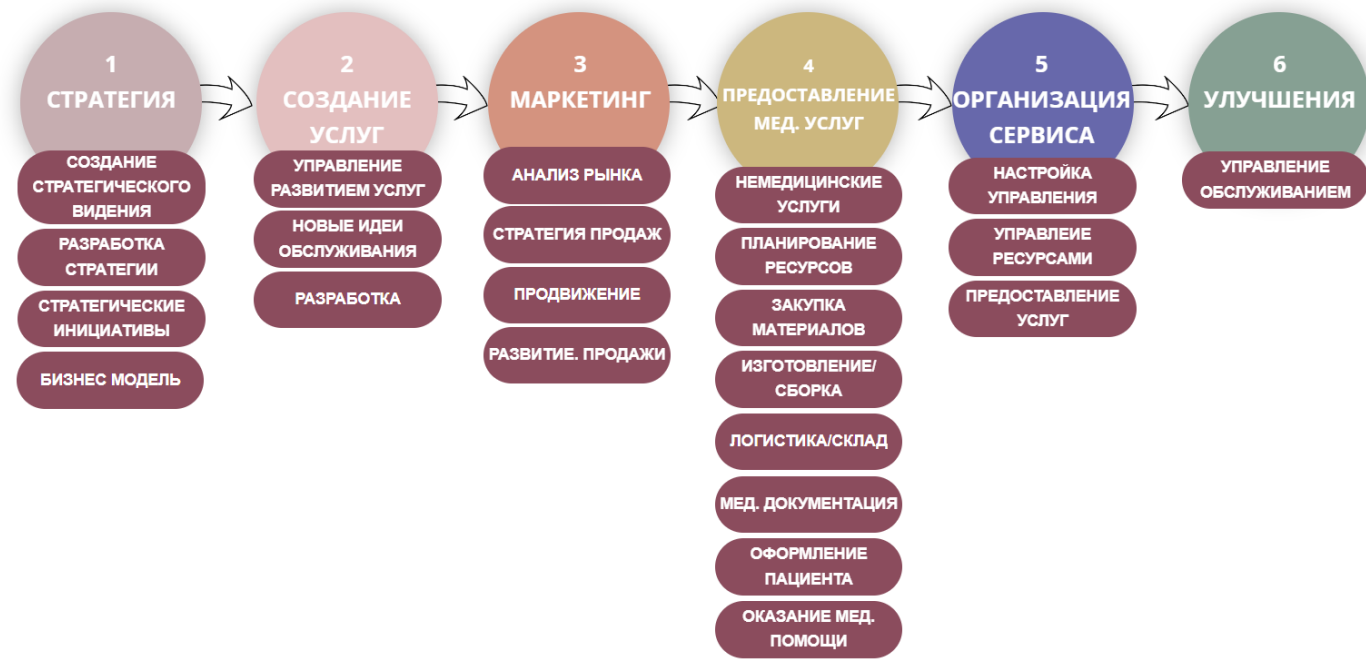 1
СТРАТЕГИЯ
СОЗДАНИЕ
СТРАТЕГИЧЕСКОГО
ВИДЕНИЯ
РАЗРАБОТКА
СТРАТЕГИИ
СТРАТЕГИЧЕСКИЕ
ИНИЦИАТИВЫ
БИЗНЕС МОДЕЛЬ
2
СОЗДАНИЕ
УСЛУГ
УПРАВЛЕНИЕ
РАЗВИТИЕМ УСЛУГ
НОВЫЕ ИДЕИ
ОБСЛУЖИВАНИЯ
РАЗРАБОТКА
3
МАРКЕТИНГ
АНАЛИЗ РЫНКА
СТРАТЕГИЯ ПРОДАЖ
ПРОДВИЖЕНИЕ
РАЗВИТИЕ. ПРОДАЖИ
4
ПРЕДОСТАВЛЕНИЕ
МЕД. УСЛУГ
НЕМЕДИЦИНСКИЕ
УСЛУГИ
ПЛАНИРОВАНИЕ
РЕСУРСОВ
ЗАКУПКА
МАТЕРИАЛОВ
ИЗГОТОВЛЕНИЕ/
СБОРКА
ЛОГИСТИКА/СКЛАД
МЕД. ДОКУМЕНТАЦИЯ
ОФОРМЛЕНИЕ
ПАЦИЕНТА
ОКАЗАНИЕ МЕД.
ПОМОЩИ
5
ОРГАНИЗАЦИЯ
СЕРВИСА
НАСТРОЙКА
УПРАВЛЕНИЯ
УПРАВЛЕИЕ
РЕСУРСАМИ
ПРЕДОСТАВЛЕНИЕ
УСЛУГ
6
УЛУЧШЕНИЯ
УПРАВЛЕНИЕ
ОБСЛУЖИВАНИЕМ